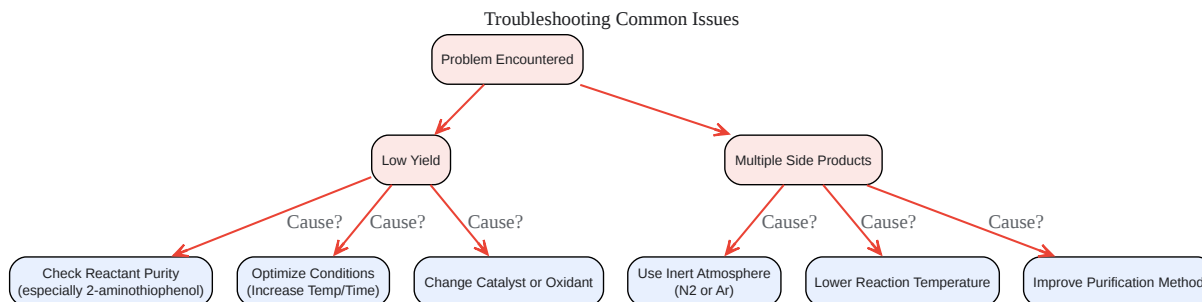 Troubleshooting Common Issues
Problem Encountered
Low Yield
Multiple Side Products
Cause?
Cause?
Cause?
Cause?
Cause?
Cause?
Check Reactant Purity
(especially 2-aminothiophenol)
Optimize Conditions
(Increase Temp/Time)
Change Catalyst or Oxidant
Use Inert Atmosphere
(N2 or Ar)
Lower Reaction Temperature
Improve Purification Method